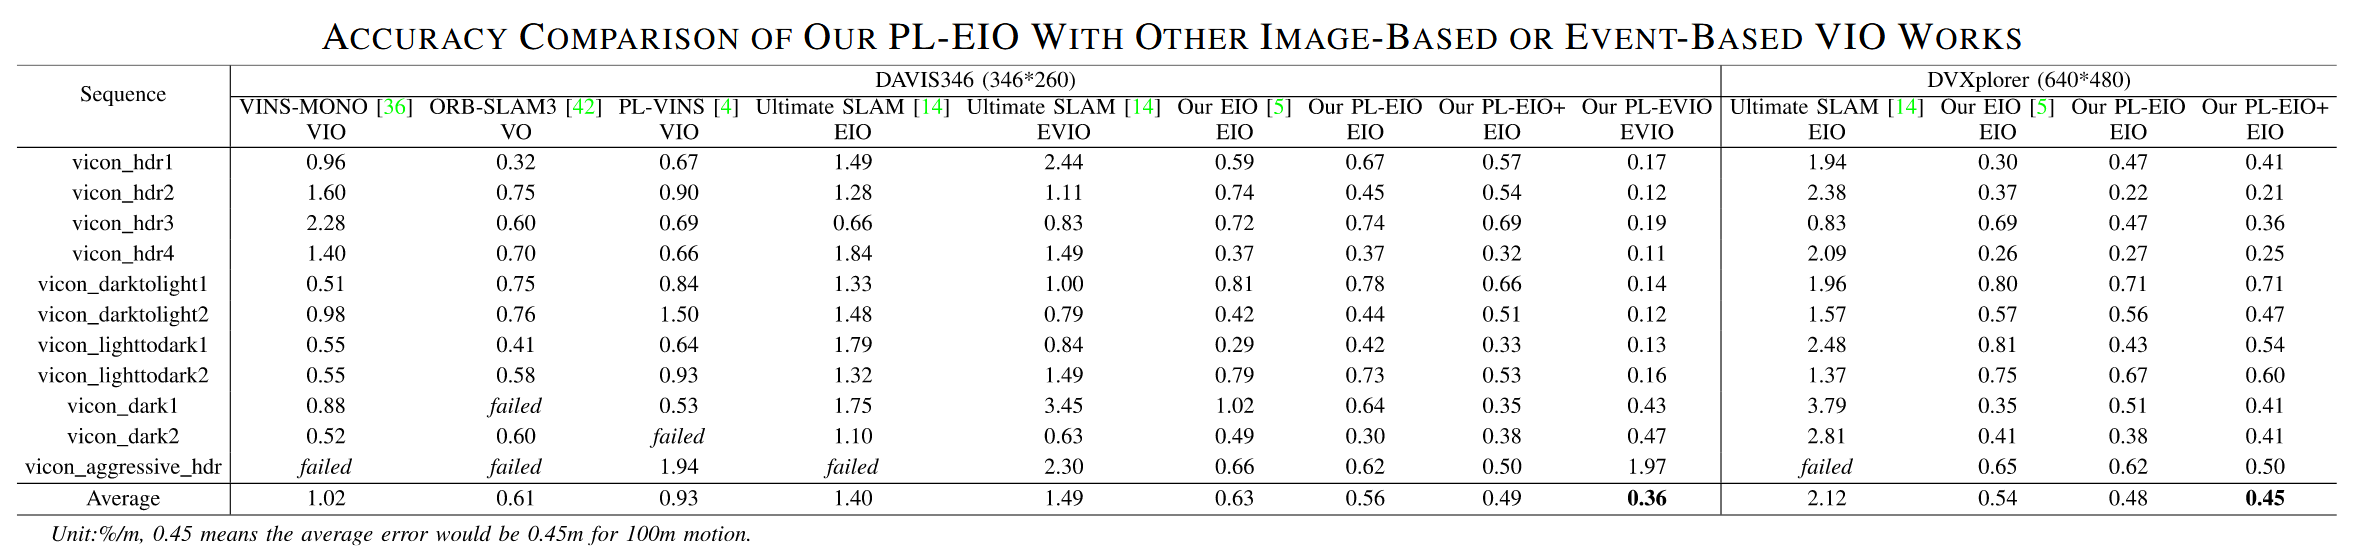 ACCURACY COMPARISON OF OUR PL-EIO WITH OTHER IMAGE-BASED OR EVENT-BASED VIO WORKS
Sequence DAVIS346 (346*260) DVXplorer (640*480)
VINS-MONO [36] ORB-SLAM3 [42] PL-VINS [4] Ultimate SLAM [14] Ultimate SLAM [14] Our EIO [5] Our PL-EIO Our PL-EIO+ Our PL-EVIO Ultimate SLAM [14] Our EIO [5] Our PL-EIO Our PL-EIO+
VIO VO VIO EIO EVIO EIO EIO EIO EVIO EIO EIO EIO EIO
vicon_hdr1 0.96 0.32 0.67 1.49 2.44 0.59 0.67 0.57 0.17 1.94 0.30 0.47 0.41
vicon_hdr2 1.60 0.75 0.90 1.28 1.11 0.74 0.45 0.54 0.12 2.38 0.37 0.22 0.21
vicon_hdr3 2.28 0.60 0.69 0.66 0.83 0.72 0.74 0.69 0.19 0.83 0.69 0.47 0.36
vicon_hdr4 1.40 0.70 0.66 1.84 1.49 0.37 0.37 0.32 0.11 2.09 0.26 0.27 0.25
vicon_darktolight1 0.51 0.75 0.84 1.33 1.00 0.81 0.78 0.66 0.14 1.96 0.80 0.71 0.71
vicon_darktolight2 0.98 0.76 1.50 1.48 0.79 0.42 0.44 0.51 0.12 1.57 0.57 0.56 0.47
vicon_lighttodark1 0.55 0.41 0.64 1.79 0.84 0.29 0.42 0.33 0.13 2.48 0.81 0.43 0.54
vicon_lighttodark2 0.55 0.58 0.93 1.32 1.49 0.79 0.73 0.53 0.16 1.37 0.75 0.67 0.60
vicon_dark1 0.88 failed 0.53 1.75 3.45 1.02 0.64 0.35 0.43 3.79 0.35 0.51 0.41
vicon_dark2 0.52 0.60 failed 1.10 0.63 0.49 0.30 0.38 0.47 2.81 0.41 0.38 0.41
vicon_aggressive_hdr failed failed 1.94 failed 2.30 0.66 0.62 0.50 1.97 failed 0.65 0.62 0.50
Average 1.02 0.61 0.93 1.40 1.49 0.63 0.56 0.49 0.36 2.12 0.54 0.48 0.45
Unit:%/m, 0.45 means the average error would be 0.45m for 100m motion.